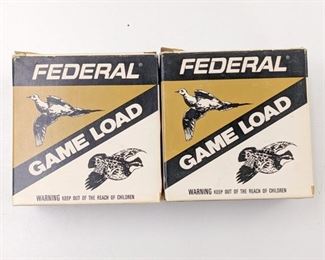 FEDERAL®
GAME LOAD
WARNING KEEP OUT OF THE REACH OF CHILDREN
FEDERAL®
GAME LOAD
WARNING KEEP OUT OF THE REACH OF CHILDREN